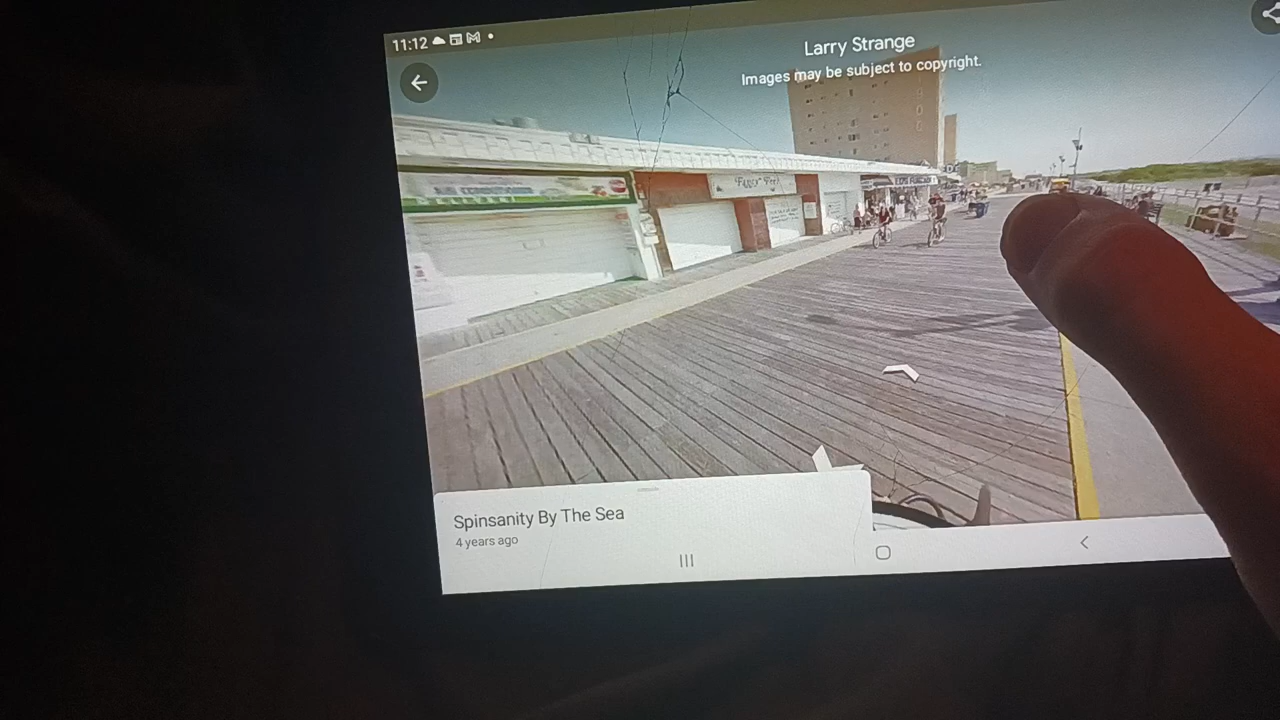 11:12
Larry Strange
Images may be subject to copyright.
Spinsanity By The Sea
4 years ago